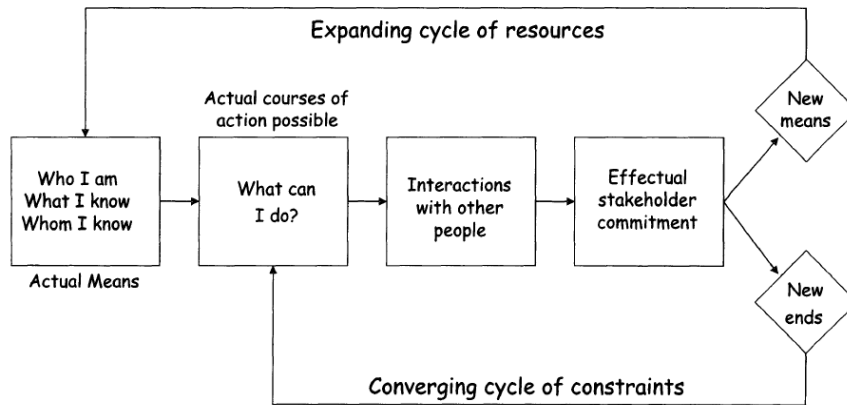 Expanding cycle of resources
New
means
Actual courses of
action possible
Who I am
What I know
Whom I know
Actual Means
What can
I do?
Interactions
with other
people
Effectual
stakeholder
commitment
New
ends
Converging cycle of constraints